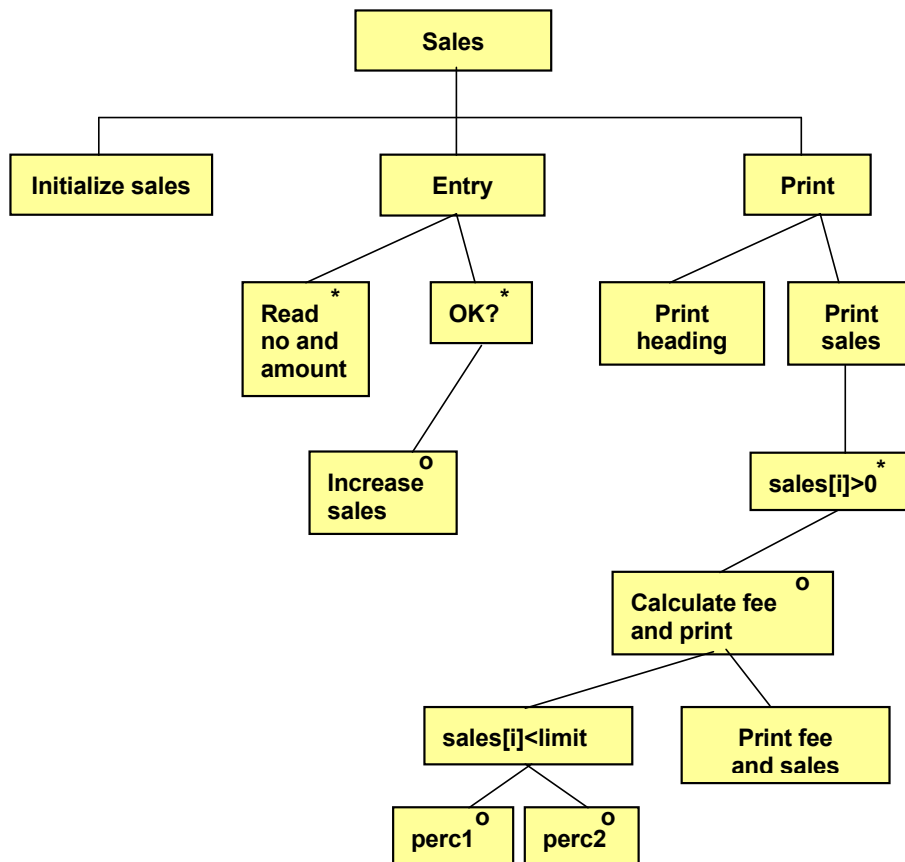 Sales
Initialize sales
Entry
Print
Read *
no and
amount
OK? *
Print
heading
Print
sales
Increase o
sales
sales[i]>0 *
Calculate fee o
and print
sales[i]<limit
Print fee
and sales
perc1 o
perc2 o